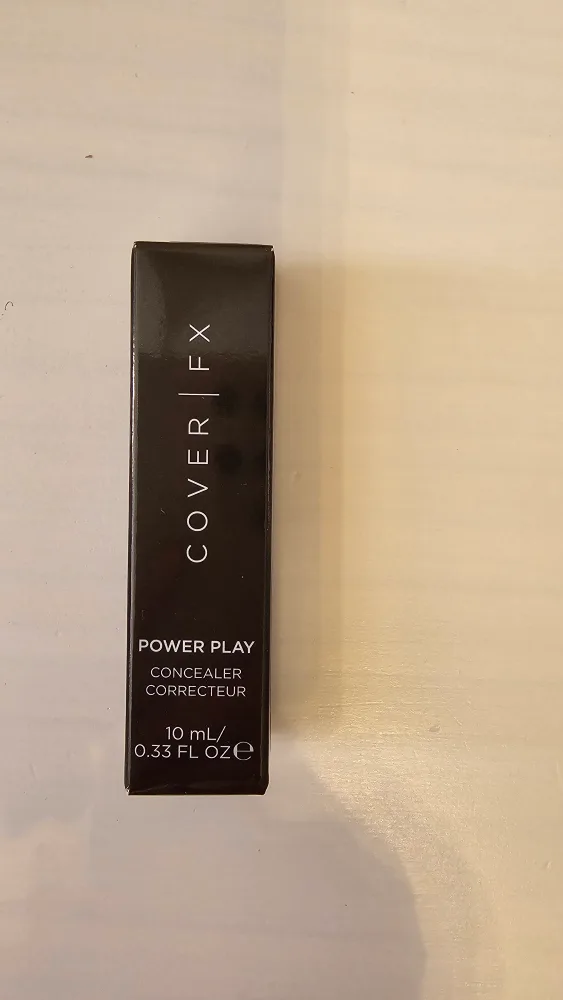 COVER | FX
POWER PLAY
CONCEALER
CORRECTEUR
10 mL/
0.33 FL OZ ℮